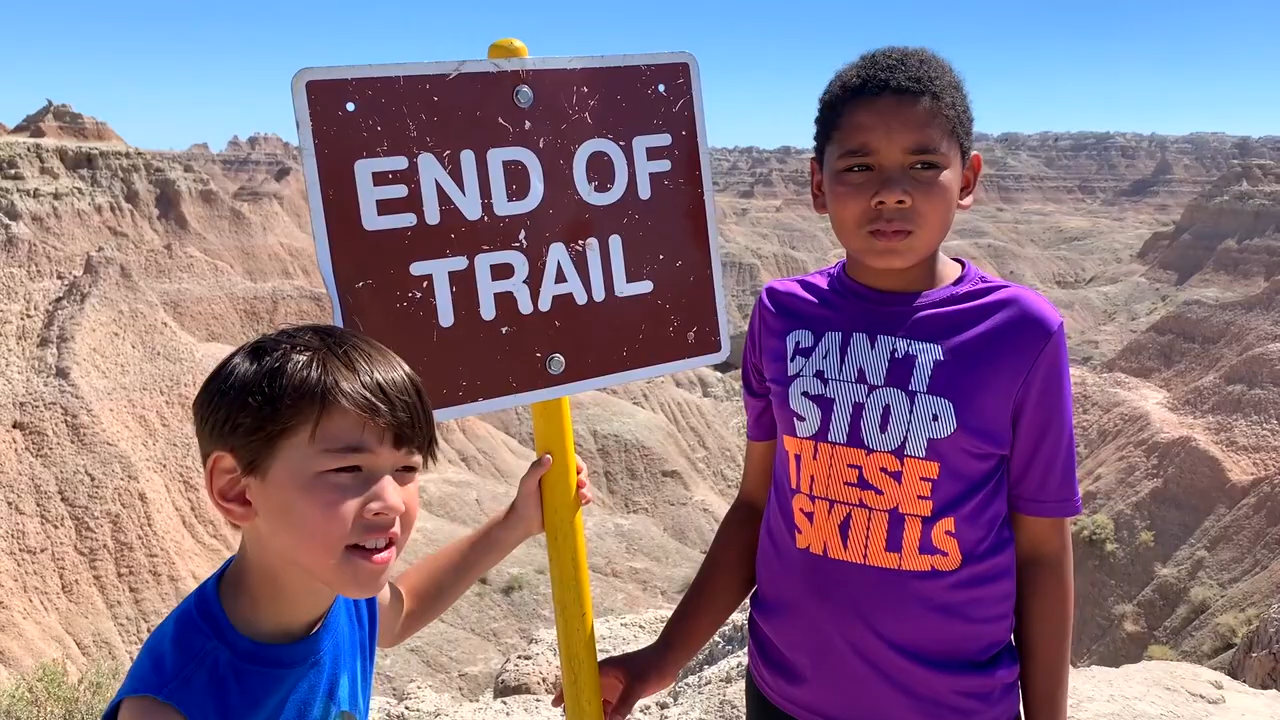 END OF
TRAIL
CAN'T
STOP
THESE
SKILLS